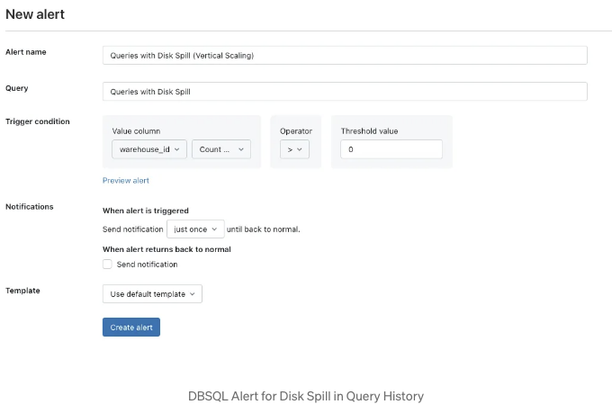 New alert
Alert name
Queries with Disk Spill (Vertical Scaling)
Query
Queries with Disk Spill
Trigger condition
Value column
Operator
Threshold value
warehouse_id
Count ...
>
0
Preview alert
Notifications
When alert is triggered
Send notification just once until back to normal.
When alert returns back to normal
Send notification
Template
Use default template
Create alert
DBSQL Alert for Disk Spill in Query History